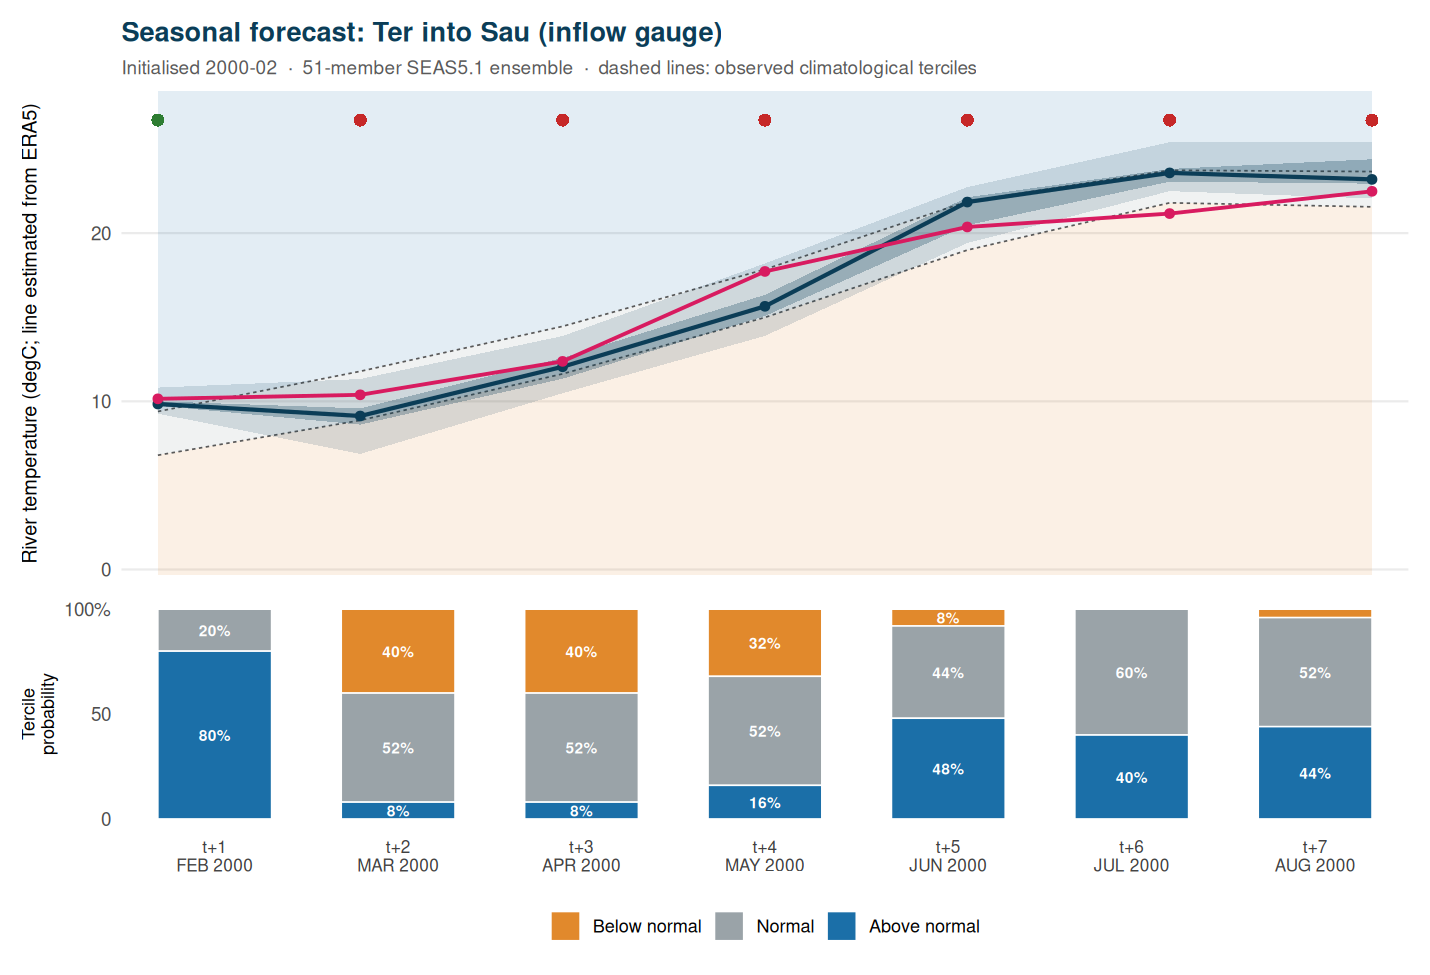 Seasonal forecast: Ter into Sau (inflow gauge)
Initialised 2000-02 · 51-member SEAS5.1 ensemble · dashed lines: observed climatological terciles
River temperature (degC; line estimated from ERA5)
20
10
0
Tercile
probability
100%
50
0
20%
80%
40%
52%
8%
40%
52%
8%
32%
52%
16%
8%
44%
48%
60%
40%
52%
44%
t+1
FEB 2000
t+2
MAR 2000
t+3
APR 2000
t+4
MAY 2000
t+5
JUN 2000
t+6
JUL 2000
t+7
AUG 2000
Below normal
Normal
Above normal